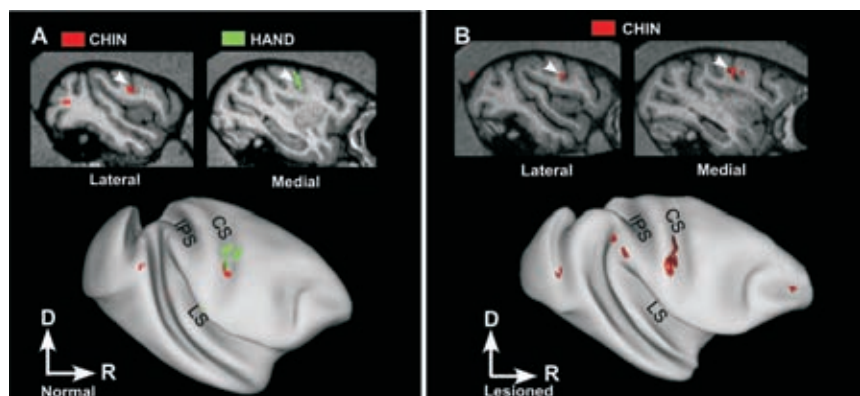 A CHIN HAND
Lateral Medial
IPS CS
LS
D
R
Normal
B CHIN
Lateral Medial
IPS CS
LS
D
R
Lesioned